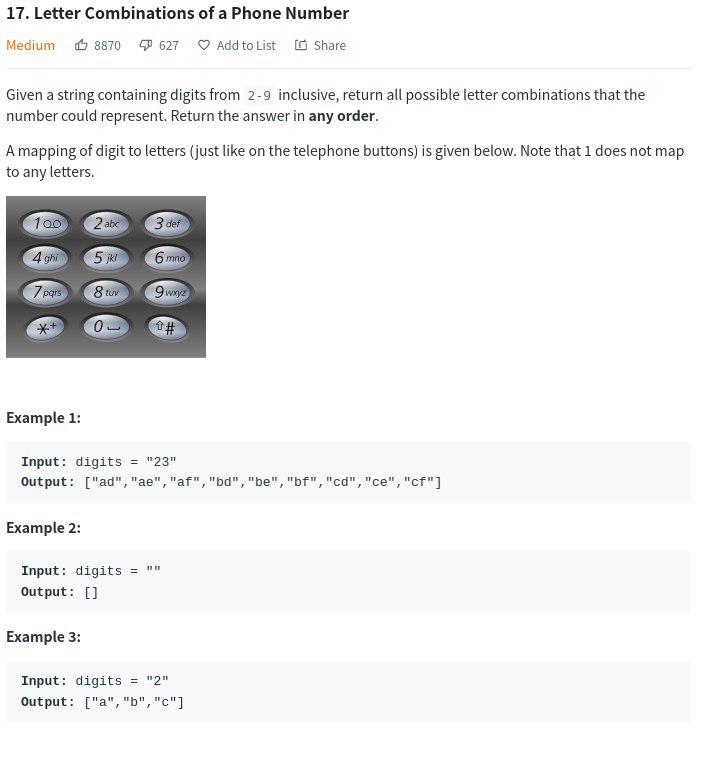 17. Letter Combinations of a Phone Number
Medium 8870 627 Add to List Share
Given a string containing digits from 2-9 inclusive, return all possible letter combinations that the
number could represent. Return the answer in any order.
A mapping of digit to letters (just like on the telephone buttons) is given below. Note that 1 does not map
to any letters.
1 2 abc 3 def
4 ghi 5 jkl 6 mno
7 pqrs 8 tuv 9 wxyz
* + 0 #
Example 1:
Input: digits = "23"
Output: ["ad","ae","af","bd","be","bf","cd","ce","cf"]
Example 2:
Input: digits = ""
Output: []
Example 3:
Input: digits = "2"
Output: ["a","b","c"]